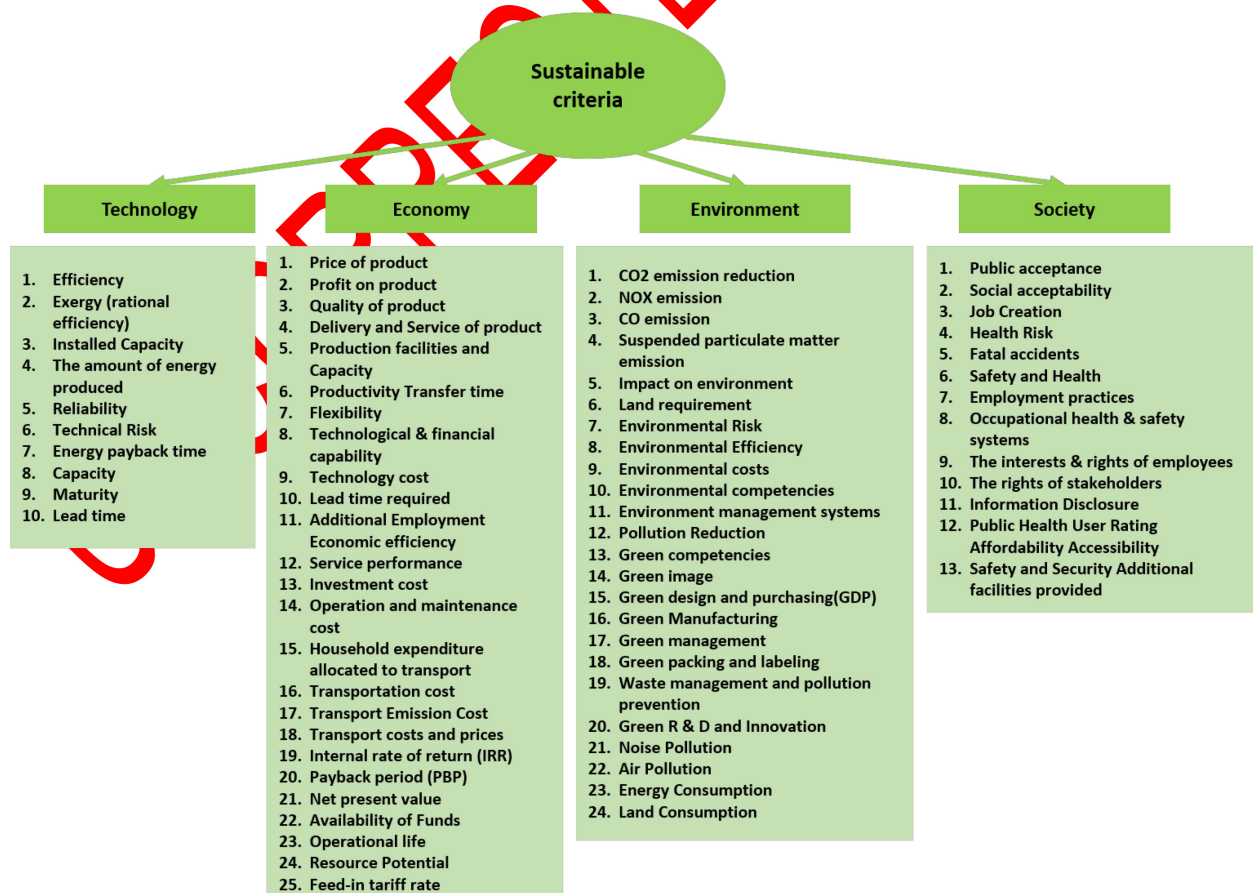 Sustainable
criteria
Technology
1. Efficiency
2. Exergy (rational
efficiency)
3. Installed Capacity
4. The amount of energy
produced
5. Reliability
6. Technical Risk
7. Energy payback time
8. Capacity
9. Maturity
10. Lead time
Economy
1. Price of product
2. Profit on product
3. Quality of product
4. Delivery and Service of product
5. Production facilities and
Capacity
6. Productivity Transfer time
7. Flexibility
8. Technological & financial
capability
9. Technology cost
10. Lead time required
11. Additional Employment
Economic efficiency
12. Service performance
13. Investment cost
14. Operation and maintenance
cost
15. Household expenditure
allocated to transport
16. Transportation cost
17. Transport Emission Cost
18. Transport costs and prices
19. Internal rate of return (IRR)
20. Payback period (PBP)
21. Net present value
22. Availability of Funds
23. Operational life
24. Resource Potential
25. Feed-in tariff rate
Environment
1. CO2 emission reduction
2. NOX emission
3. CO emission
4. Suspended particulate matter
emission
5. Impact on environment
6. Land requirement
7. Environmental Risk
8. Environmental Efficiency
9. Environmental costs
10. Environmental competencies
11. Environment management systems
12. Pollution Reduction
13. Green competencies
14. Green image
15. Green design and purchasing(GDP)
16. Green Manufacturing
17. Green management
18. Green packing and labeling
19. Waste management and pollution
prevention
20. Green R & D and Innovation
21. Noise Pollution
22. Air Pollution
23. Energy Consumption
24. Land Consumption
Society
1. Public acceptance
2. Social acceptability
3. Job Creation
4. Health Risk
5. Fatal accidents
6. Safety and Health
7. Employment practices
8. Occupational health & safety
systems
9. The interests & rights of employees
10. The rights of stakeholders
11. Information Disclosure
12. Public Health User Rating
Affordability Accessibility
13. Safety and Security Additional
facilities provided